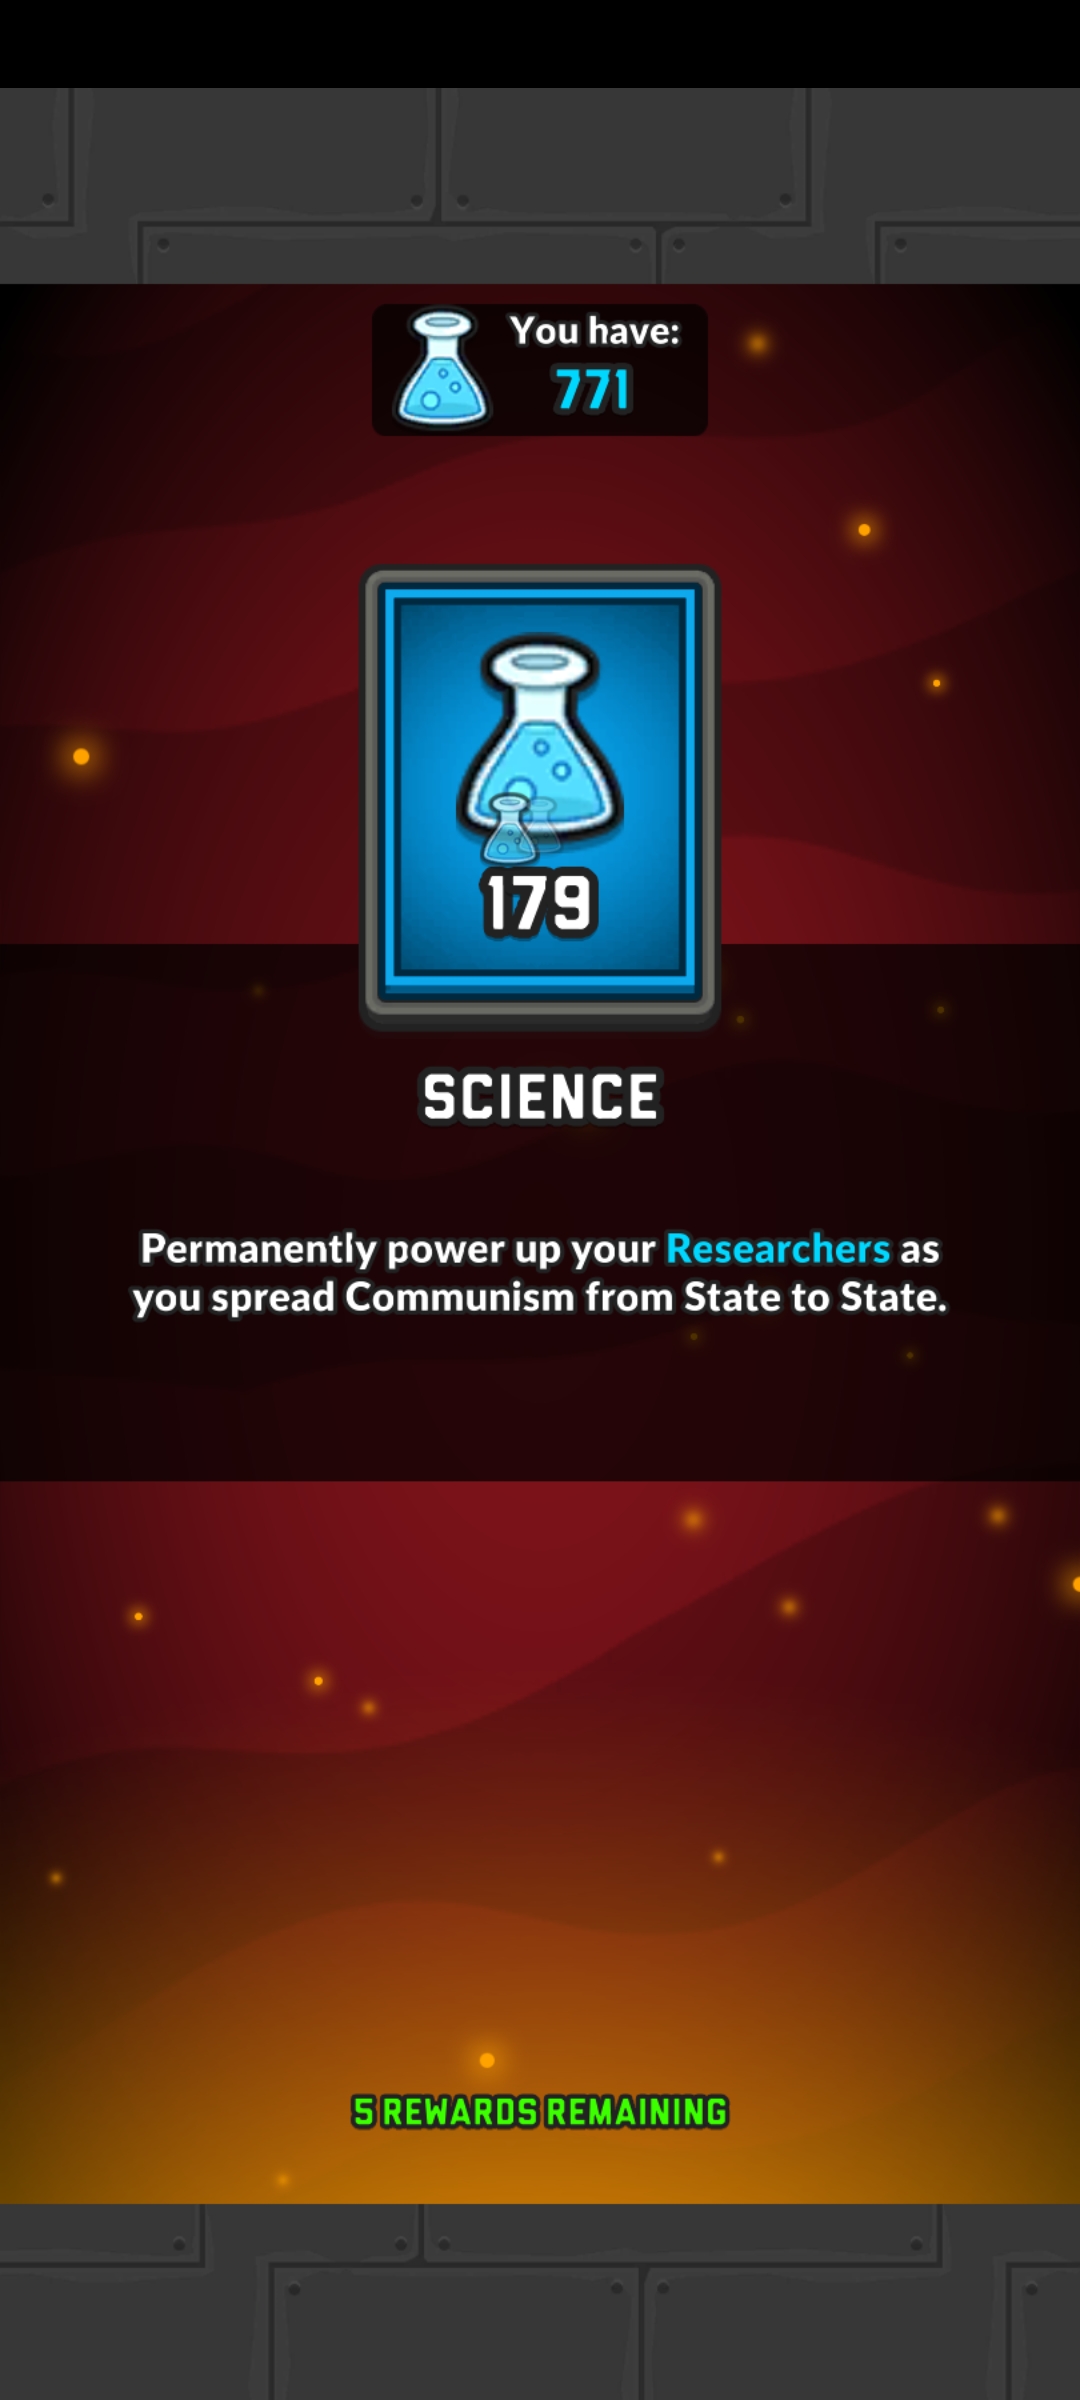 You have:
771
179
SCIENCE
Permanently power up your Researchers as
you spread Communism from State to State.
5 REWARDS REMAINING